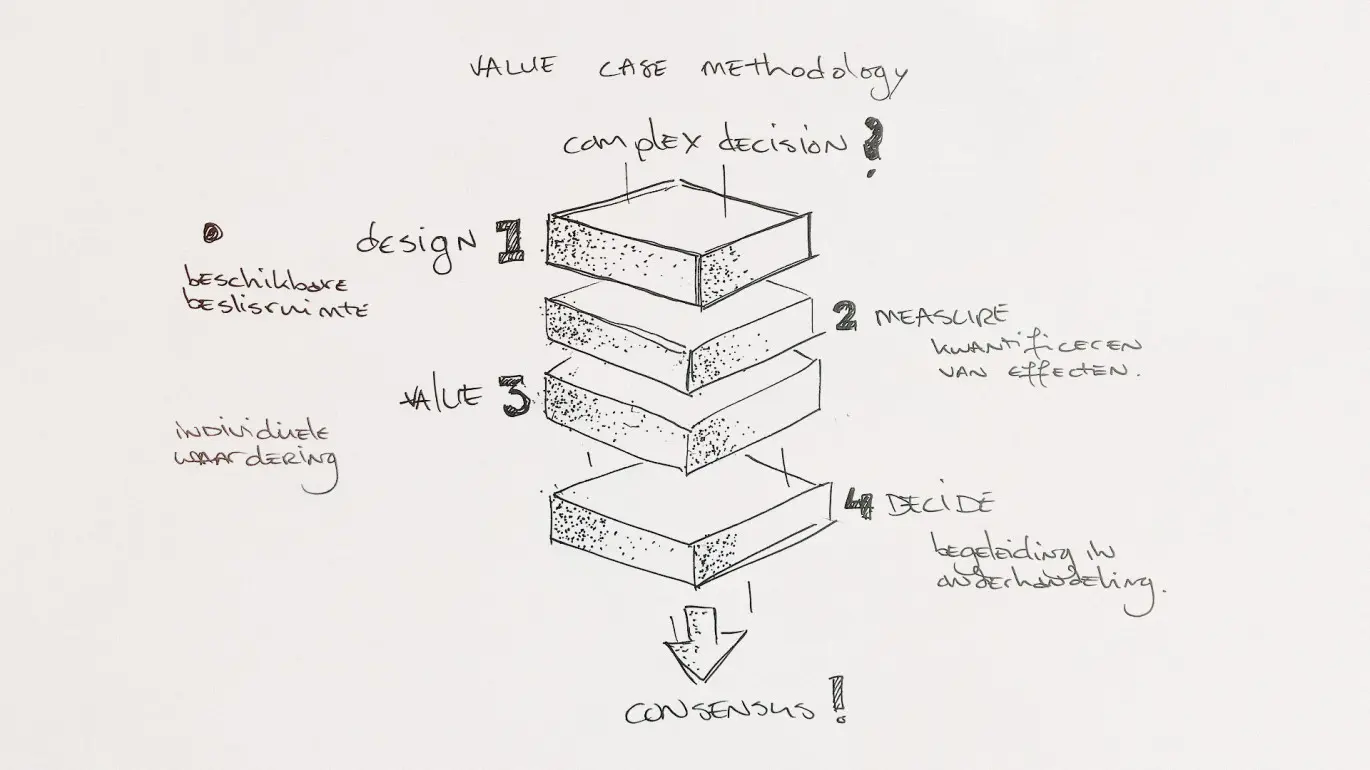 VALUE CASE METHODOLOGY
complex decision ?
design 1
beschikbare
beslisruimte
2 MEASURE
kwantificeren
van effecten.
VALUE 3
individuele
waardering
4 DECIDE
begeleiding in
onderhandeling.
CONSENSUS!